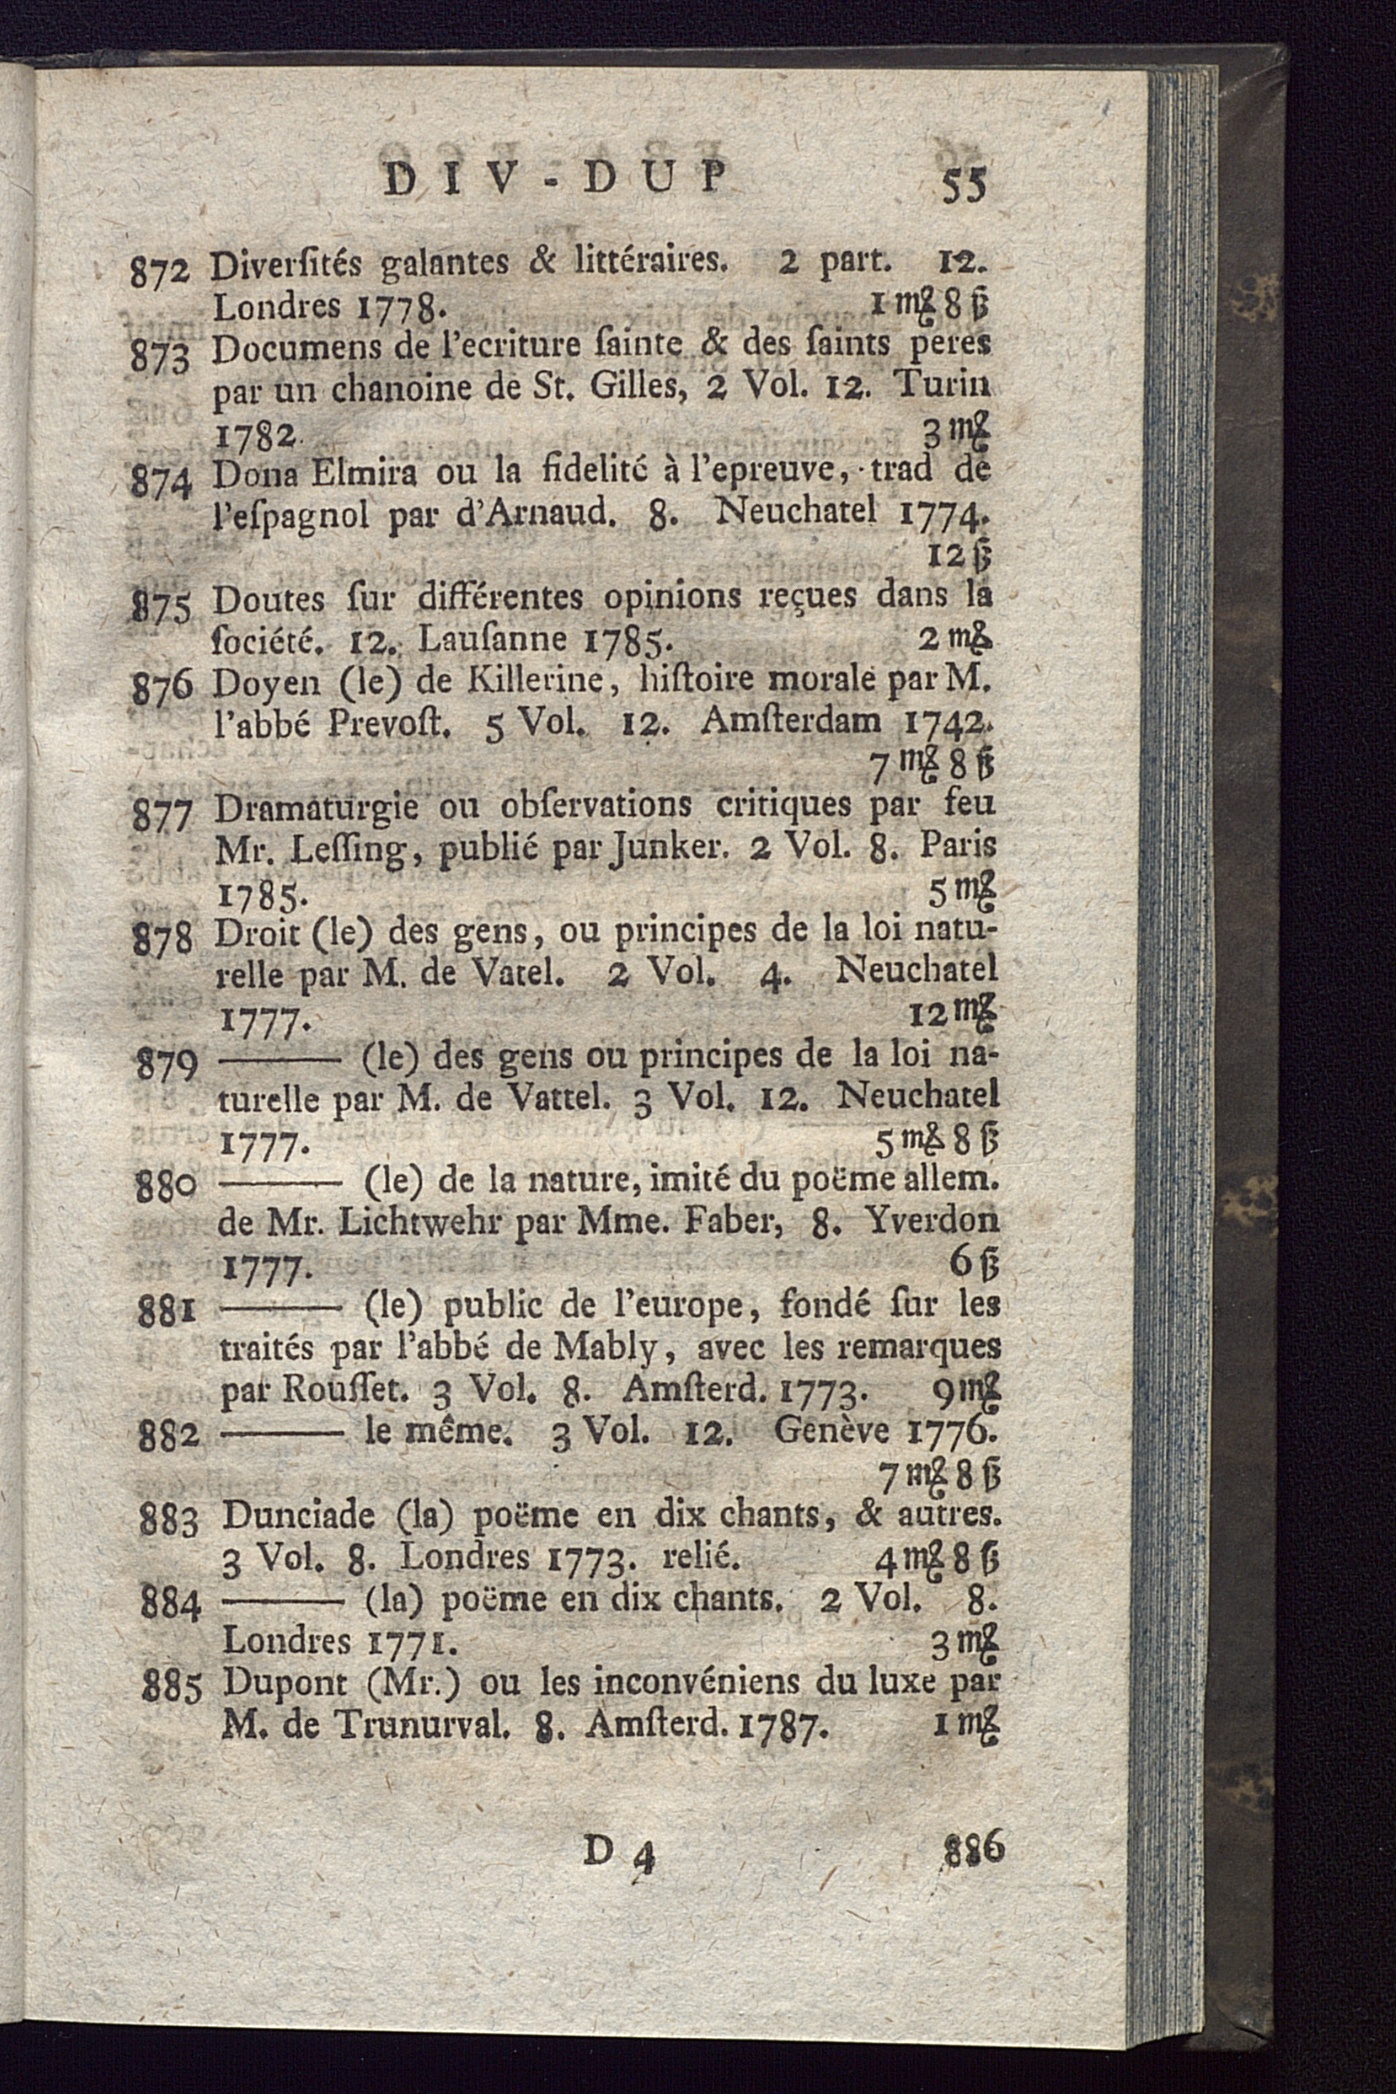 DIV-DUP 55
872 Diverſités galantes & littéraires. 2 part. 12.
Londres 1778. 1 m₰ 8 ß
873 Documens de l'ecriture ſainte & des ſaints peres
par un chanoine de St. Gilles, 2 Vol. 12. Turin
1782. 3 m₰
874 Dona Elmira ou la fidelité à l'epreuve, trad de
l'eſpagnol par d'Arnaud. 8. Neuchatel 1774.
12 ß
875 Doutes ſur différentes opinions reçues dans la
ſociété. 12. Lauſanne 1785. 2 m₰
876 Doyen (le) de Killerine, hiſtoire morale par M.
l'abbé Prevoſt. 5 Vol. 12. Amſterdam 1742.
7 m₰ 8 ß
877 Dramaturgie ou obſervations critiques par feu
Mr. Leſſing, publié par Junker. 2 Vol. 8. Paris
1785. 5 m₰
878 Droit (le) des gens, ou principes de la loi natu-
relle par M. de Vatel. 2 Vol. 4. Neuchatel
1777. 12 m₰
879 —— (le) des gens ou principes de la loi na-
turelle par M. de Vattel. 3 Vol. 12. Neuchatel
1777. 5 m₰ 8 ß
880 —— (le) de la nature, imité du poëme allem.
de Mr. Lichtwehr par Mme. Faber, 8. Yverdon
1777. 6 ß
881 —— (le) public de l'europe, fondé ſur les
traités par l'abbé de Mably, avec les remarques
par Rouſſet. 3 Vol. 8. Amſterd. 1773. 9 m₰
882 —— le même. 3 Vol. 12. Genève 1776.
7 m₰ 8 ß
883 Dunciade (la) poëme en dix chants, & autres.
3 Vol. 8. Londres 1773. relié. 4 m₰ 8 ß
884 —— (la) poëme en dix chants. 2 Vol. 8.
Londres 1771. 3 m₰
885 Dupont (Mr.) ou les inconvéniens du luxe par
M. de Trunurval. 8. Amſterd. 1787. 1 m₰
D 4 886